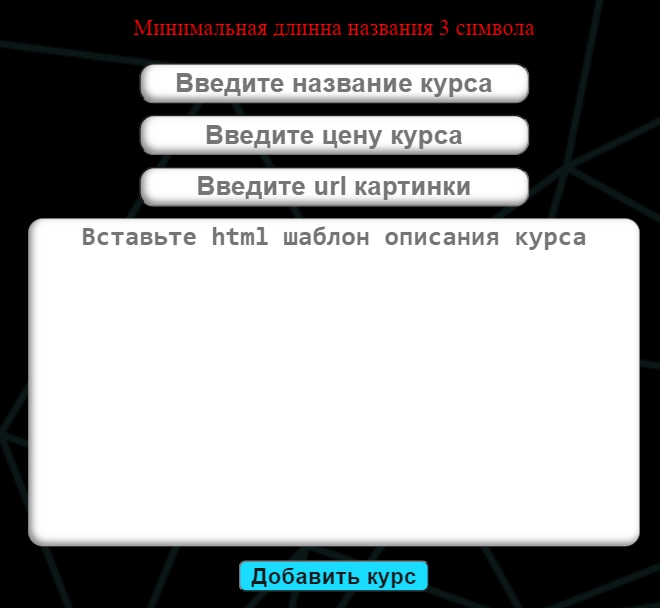 Минимальная длинна названия 3 символа
Введите название курса
Введите цену курса
Введите url картинки
Вставьте html шаблон описания курса
Добавить курс